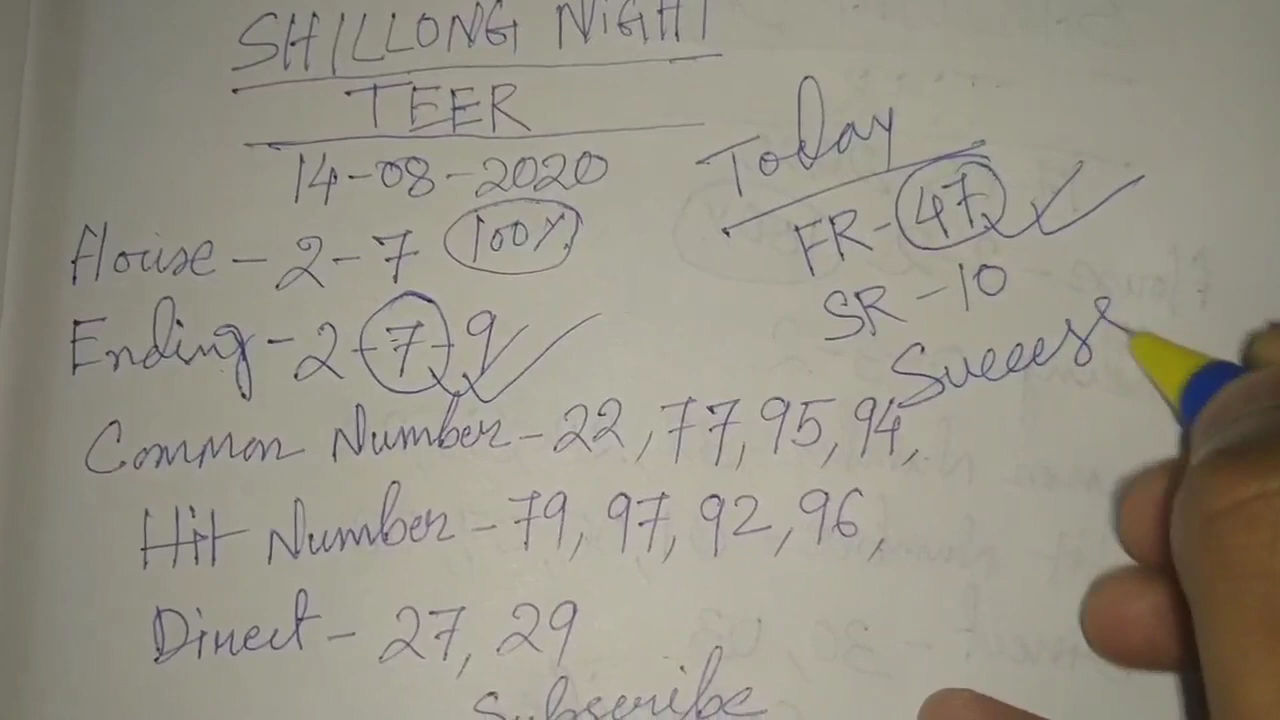 SHILLONG NIGHT
TEER
14-08-2020
House - 2 - 7 100%
Ending - 2 - 7 - 9
Common Number - 22, 77, 95, 94,
Hit Number - 79, 97, 92, 96,
Direct - 27, 29
Subscribe
Today
FR - 47
SR - 10
Success